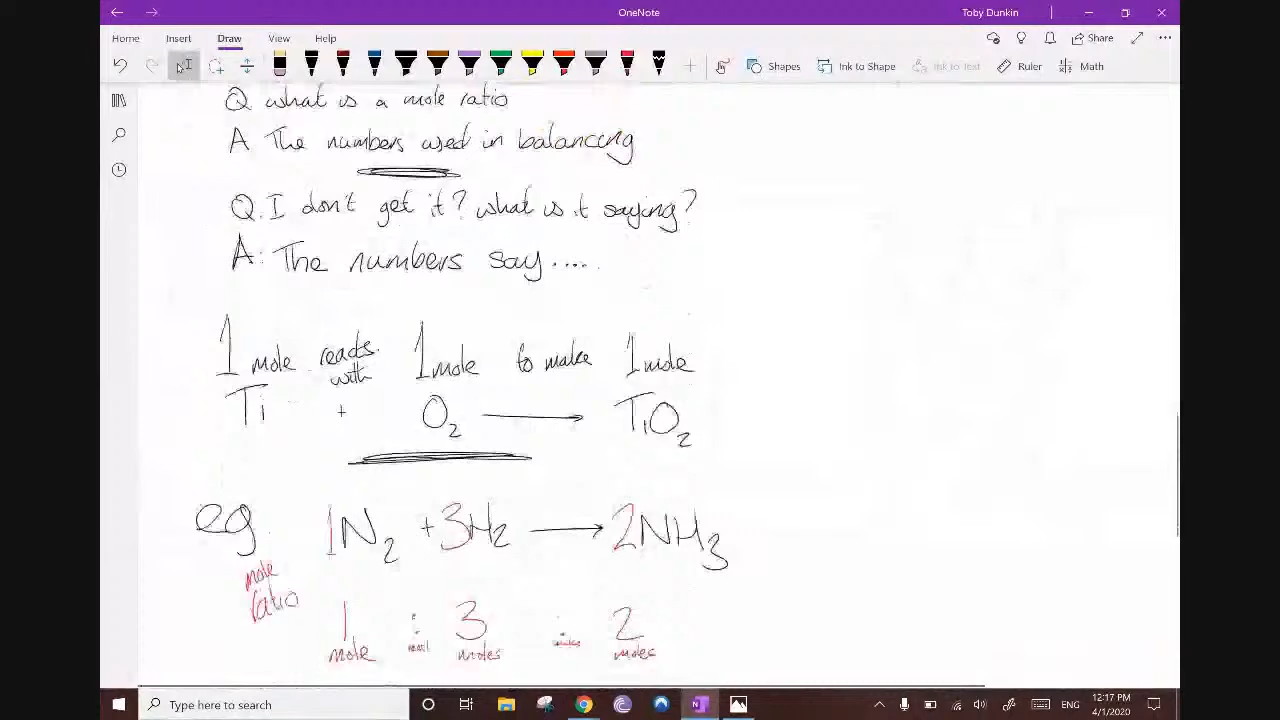 OneNote
Toby Dunkin
Home Insert Draw View Help
Share
Shapes
Ink to Shape
Ink to Text
Ruler
Math
Q what is a mole ratio
A The numbers used in balancing
Q. I don't get it? what is it saying?
A: The numbers say.....
1 mole reacts with 1 mole to make 1 mole
Ti + O2 → TiO2
eg 1N2 + 3H2 → 2NH3
mole ratio
1 : 3 : 2
mole react moles makes moles
Type here to search
ENG
12:17 PM
4/1/2020